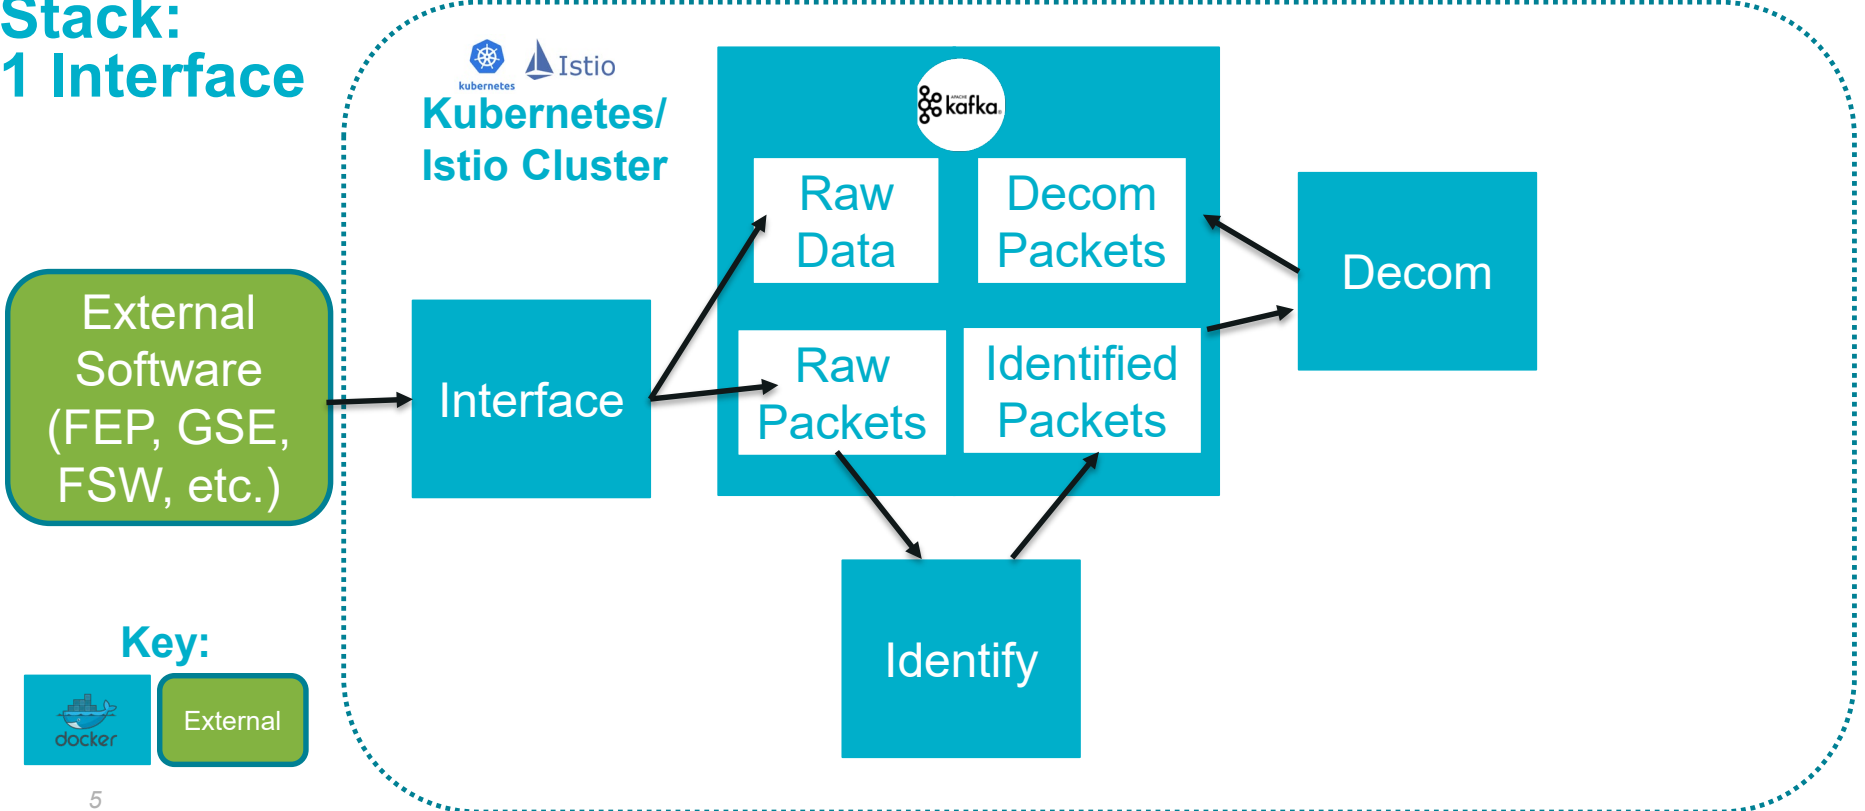 Stack:
1 Interface
kubernetes
Istio
Kubernetes/
Istio Cluster
APACHE
kafka
Raw
Data
Decom
Packets
Raw
Packets
Identified
Packets
Decom
External
Software
(FEP, GSE,
FSW, etc.)
Interface
Identify
Key:
docker
External
5